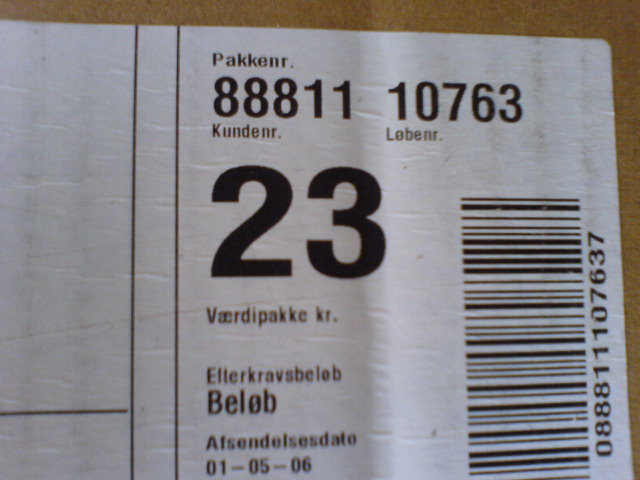 Pakkenr.
88811 10763
Kundenr. Løbenr.
23
Værdipakke kr.
Efterkravsbeløb
Beløb
Afsendelsesdato
01-05-06
088811107637